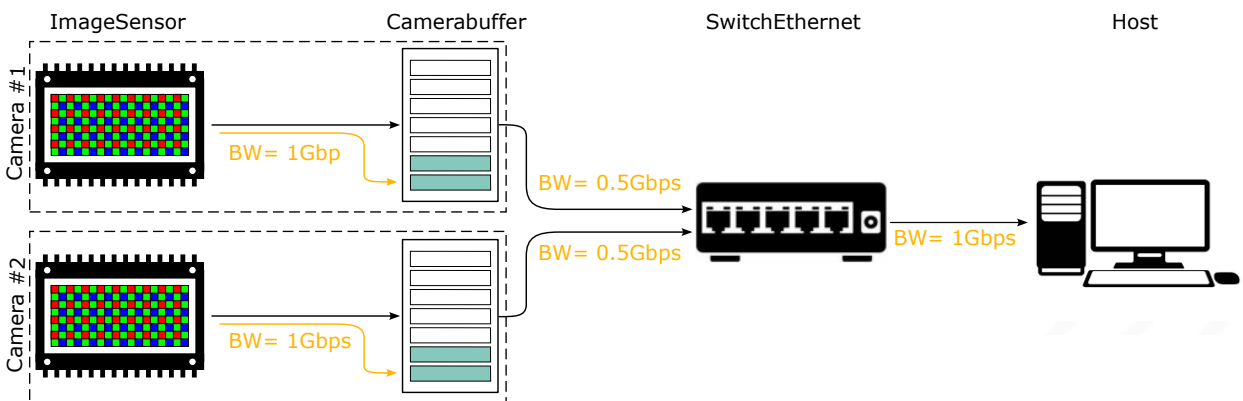 ImageSensor
Camerabuffer
SwitchEthernet
Host
Camera #1
BW= 1Gbp
BW= 0.5Gbps
BW= 0.5Gbps
BW= 1Gbps
Camera #2
BW= 1Gbps